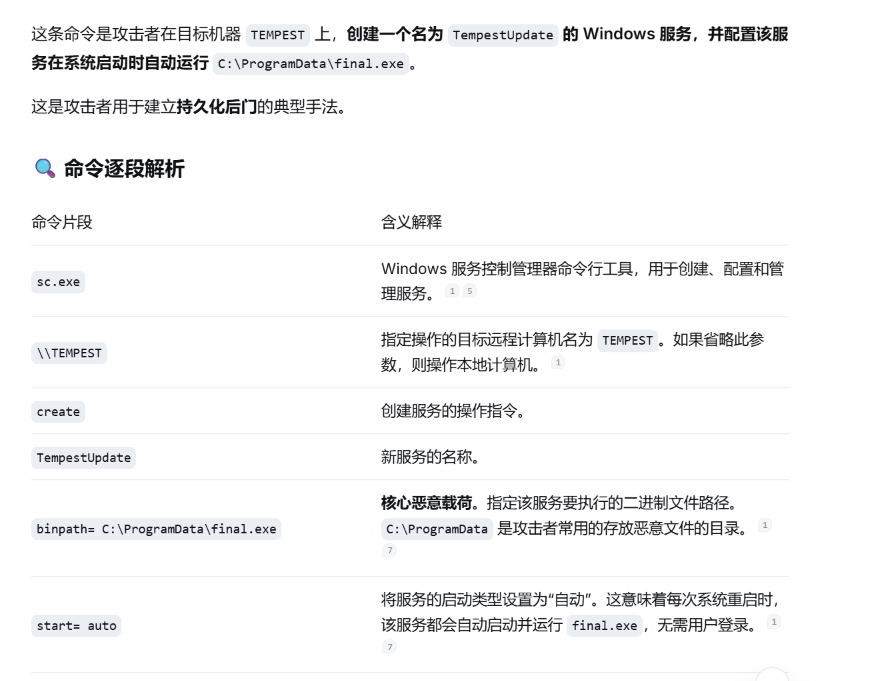 这条命令是攻击者在目标机器 TEMPEST 上，创建一个名为 TempestUpdate 的 Windows 服务，并配置该服
务在系统启动时自动运行 C:\ProgramData\final.exe 。
这是攻击者用于建立持久化后门的典型手法。
🔍 命令逐段解析
命令片段 含义解释
sc.exe Windows 服务控制管理器命令行工具，用于创建、配置和管
理服务。 1 5
\\TEMPEST 指定操作的目标远程计算机名为 TEMPEST 。如果省略此参
数，则操作本地计算机。 1
create 创建服务的操作指令。
TempestUpdate 新服务的名称。
binpath= C:\ProgramData\final.exe 核心恶意载荷。指定该服务要执行的二进制文件路径。
C:\ProgramData 是攻击者常用的存放恶意文件的目录。 1
7
start= auto 将服务的启动类型设置为“自动”。这意味着每次系统重启时，
该服务都会自动启动并运行 final.exe ，无需用户登录。 1
7